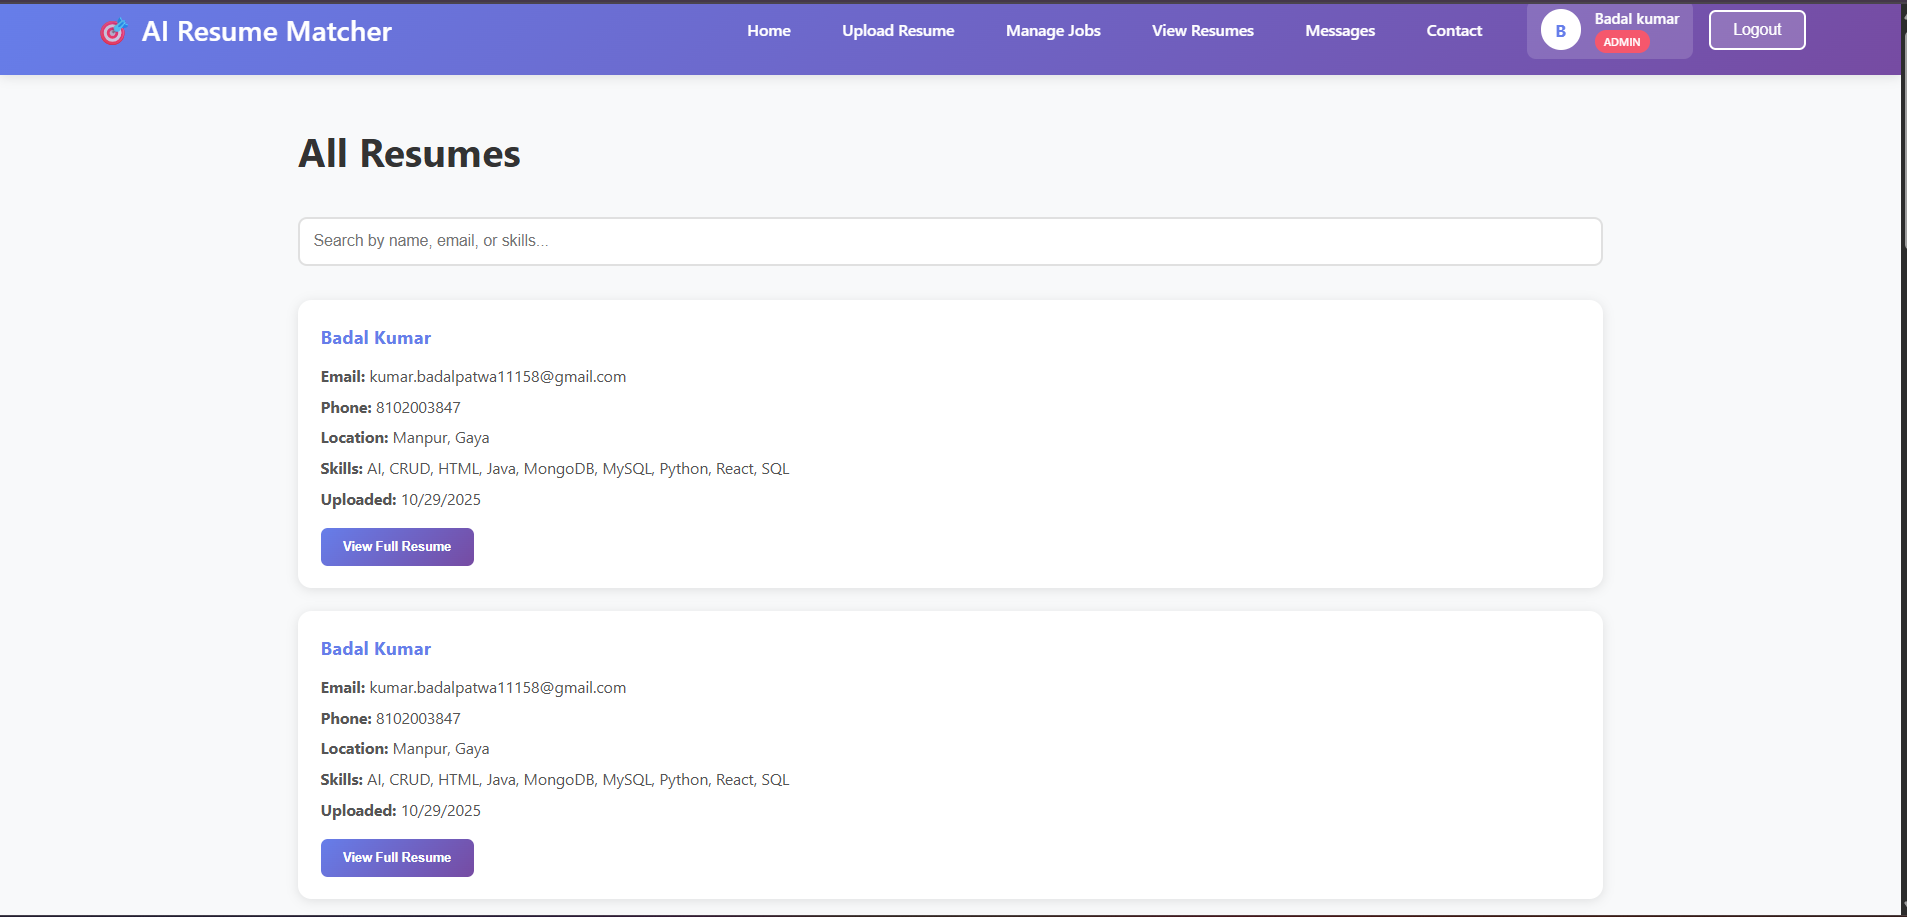 AI Resume Matcher
Home Upload Resume Manage Jobs View Resumes Messages Contact
B
Badal kumar
ADMIN
Logout
All Resumes
Search by name, email, or skills...
Badal Kumar
Email: kumar.badalpatwa11158@gmail.com
Phone: 8102003847
Location: Manpur, Gaya
Skills: AI, CRUD, HTML, Java, MongoDB, MySQL, Python, React, SQL
Uploaded: 10/29/2025
View Full Resume
Badal Kumar
Email: kumar.badalpatwa11158@gmail.com
Phone: 8102003847
Location: Manpur, Gaya
Skills: AI, CRUD, HTML, Java, MongoDB, MySQL, Python, React, SQL
Uploaded: 10/29/2025
View Full Resume